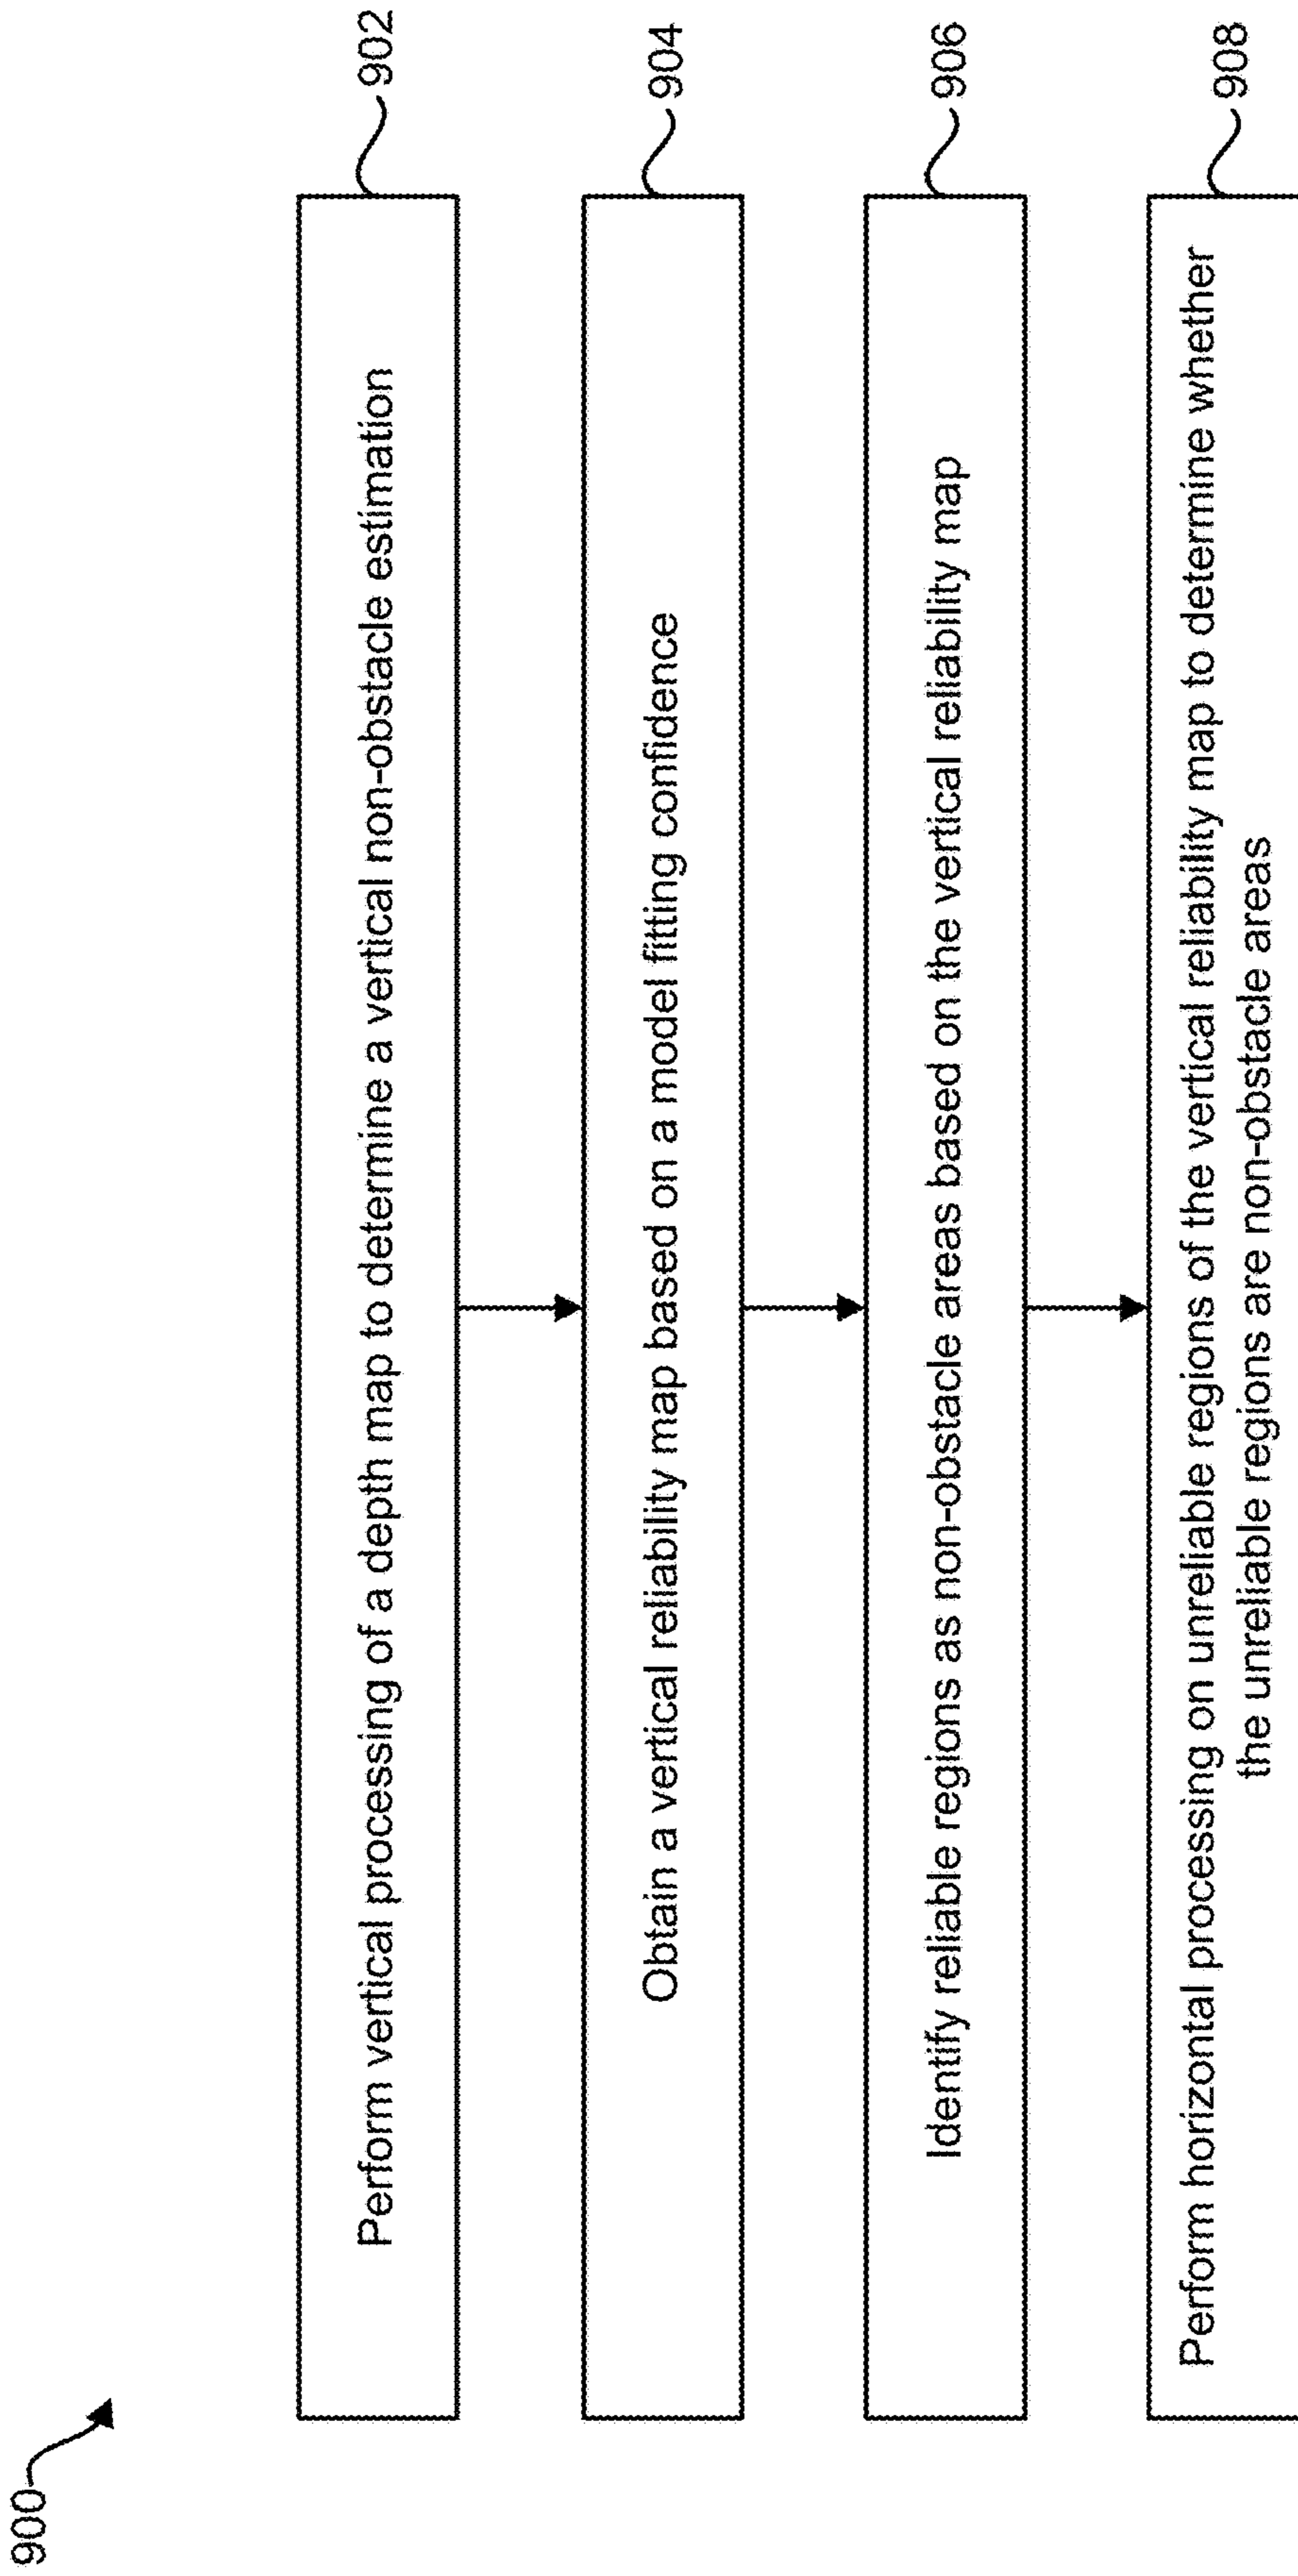 900
Perform vertical processing of a depth map to determine a vertical non-obstacle estimation
902
Obtain a vertical reliability map based on a model fitting confidence
904
Identify reliable regions as non-obstacle areas based on the vertical reliability map
906
Perform horizontal processing on unreliable regions of the vertical reliability map to determine whether
the unreliable regions are non-obstacle areas
908